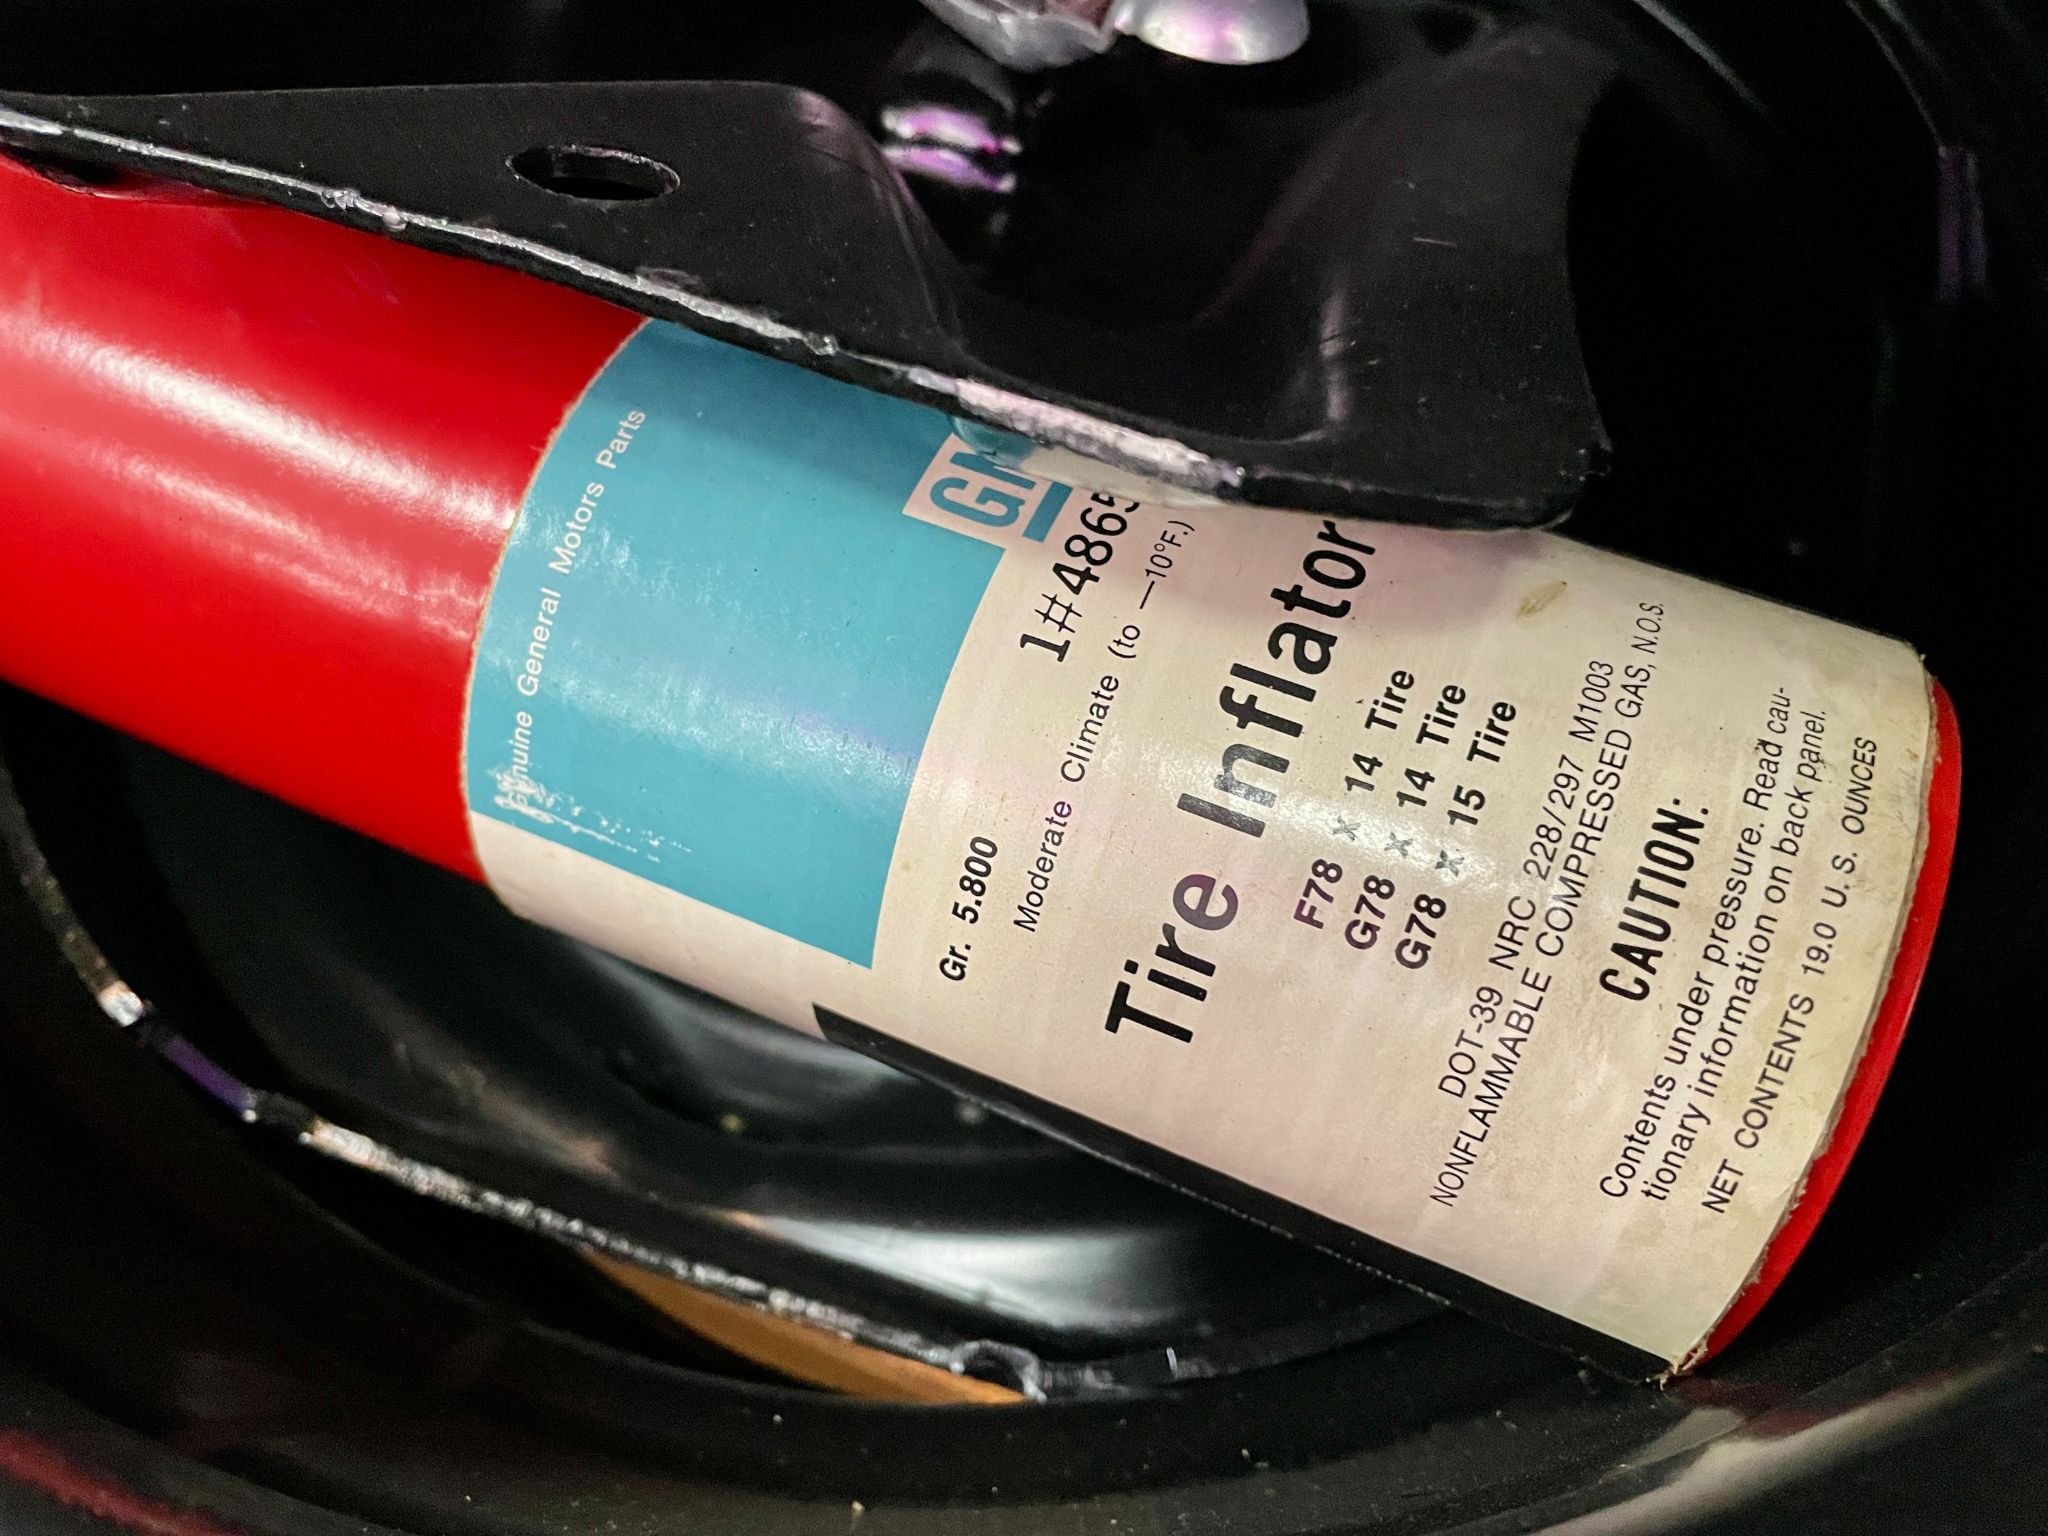 Genuine General Motors Parts
GM
Gr. 5.800 1#4865
Moderate Climate (to —10°F.)
Tire Inflator
F78 x 14 Tire
G78 x 14 Tire
G78 x 15 Tire
DOT-39 NRC 228/297 M1003
NONFLAMMABLE COMPRESSED GAS, N.O.S.
CAUTION:
Contents under pressure. Read cau-
tionary information on back panel.
NET CONTENTS 19.0 U. S. OUNCES